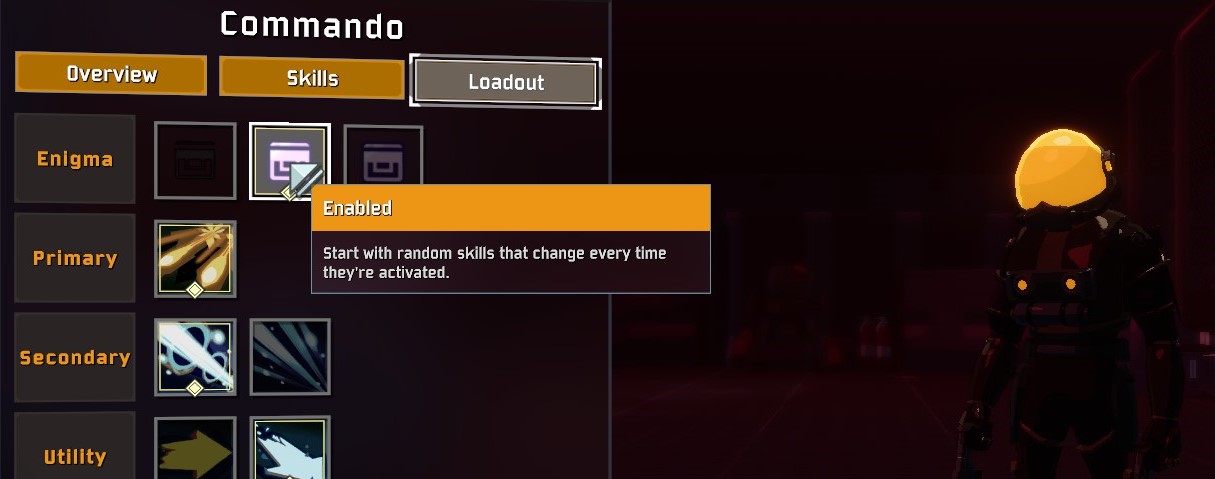 Commando
Overview
Skills
Loadout
Enigma
Enabled
Start with random skills that change every time
they're activated.
Primary
Secondary
Utility